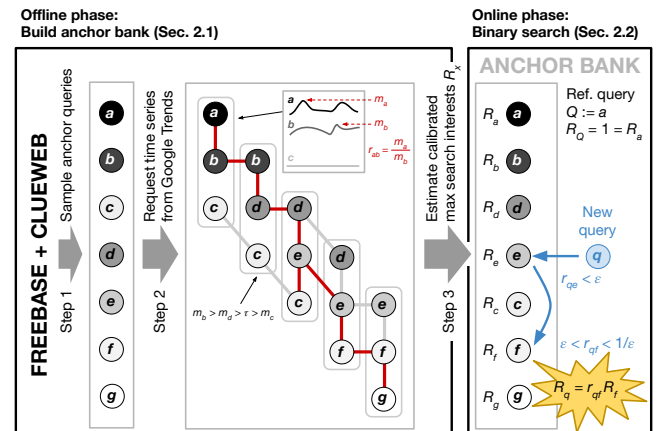 Offline phase:
Build anchor bank (Sec. 2.1)
Online phase:
Binary search (Sec. 2.2)
FREEBASE + CLUEWEB
Step 1
Sample anchor queries
a
b
c
d
e
f
g
Step 2
Request time series
from Google Trends
a
b
c
b
d
c
d
e
c
d
e
f
e
f
g
a
m_a
b
m_b
r_ab = m_a / m_b
c
m_b > m_d > τ > m_c
Step 3
Estimate calibrated
max search interests R_x
ANCHOR BANK
R_a a
R_b b
R_d d
R_e e
R_c c
R_f f
R_g g
Ref. query
Q := a
R_Q = 1 = R_a
New
query
q
r_qe < ε
ε < r_qf < 1/ε
R_q = r_qf R_f